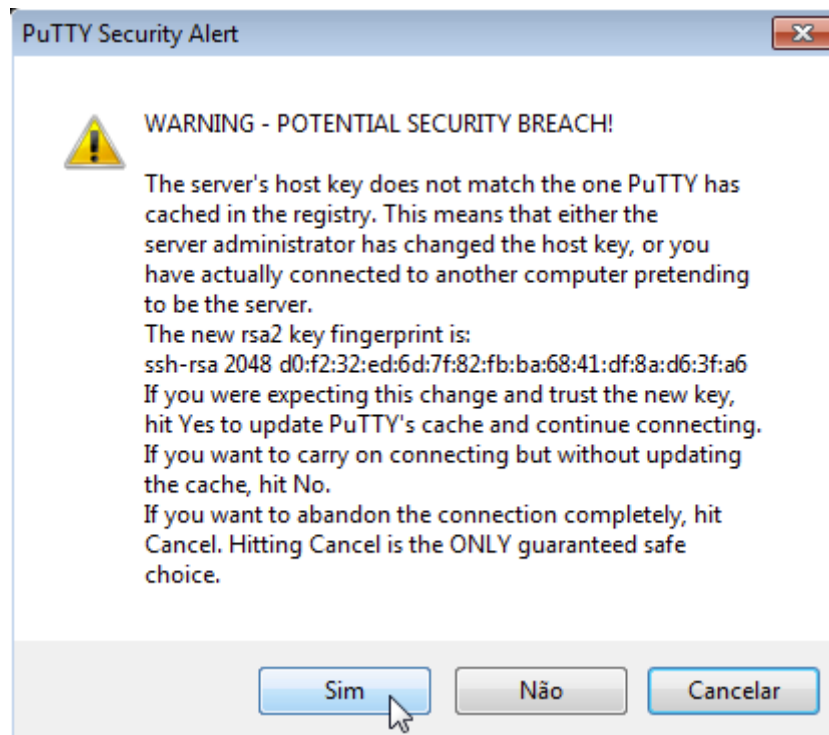 PuTTY Security Alert
WARNING - POTENTIAL SECURITY BREACH!
The server's host key does not match the one PuTTY has
cached in the registry. This means that either the
server administrator has changed the host key, or you
have actually connected to another computer pretending
to be the server.
The new rsa2 key fingerprint is:
ssh-rsa 2048 d0:f2:32:ed:6d:7f:82:fb:ba:68:41:df:8a:d6:3f:a6
If you were expecting this change and trust the new key,
hit Yes to update PuTTY's cache and continue connecting.
If you want to carry on connecting but without updating
the cache, hit No.
If you want to abandon the connection completely, hit
Cancel. Hitting Cancel is the ONLY guaranteed safe
choice.
Sim Não Cancelar